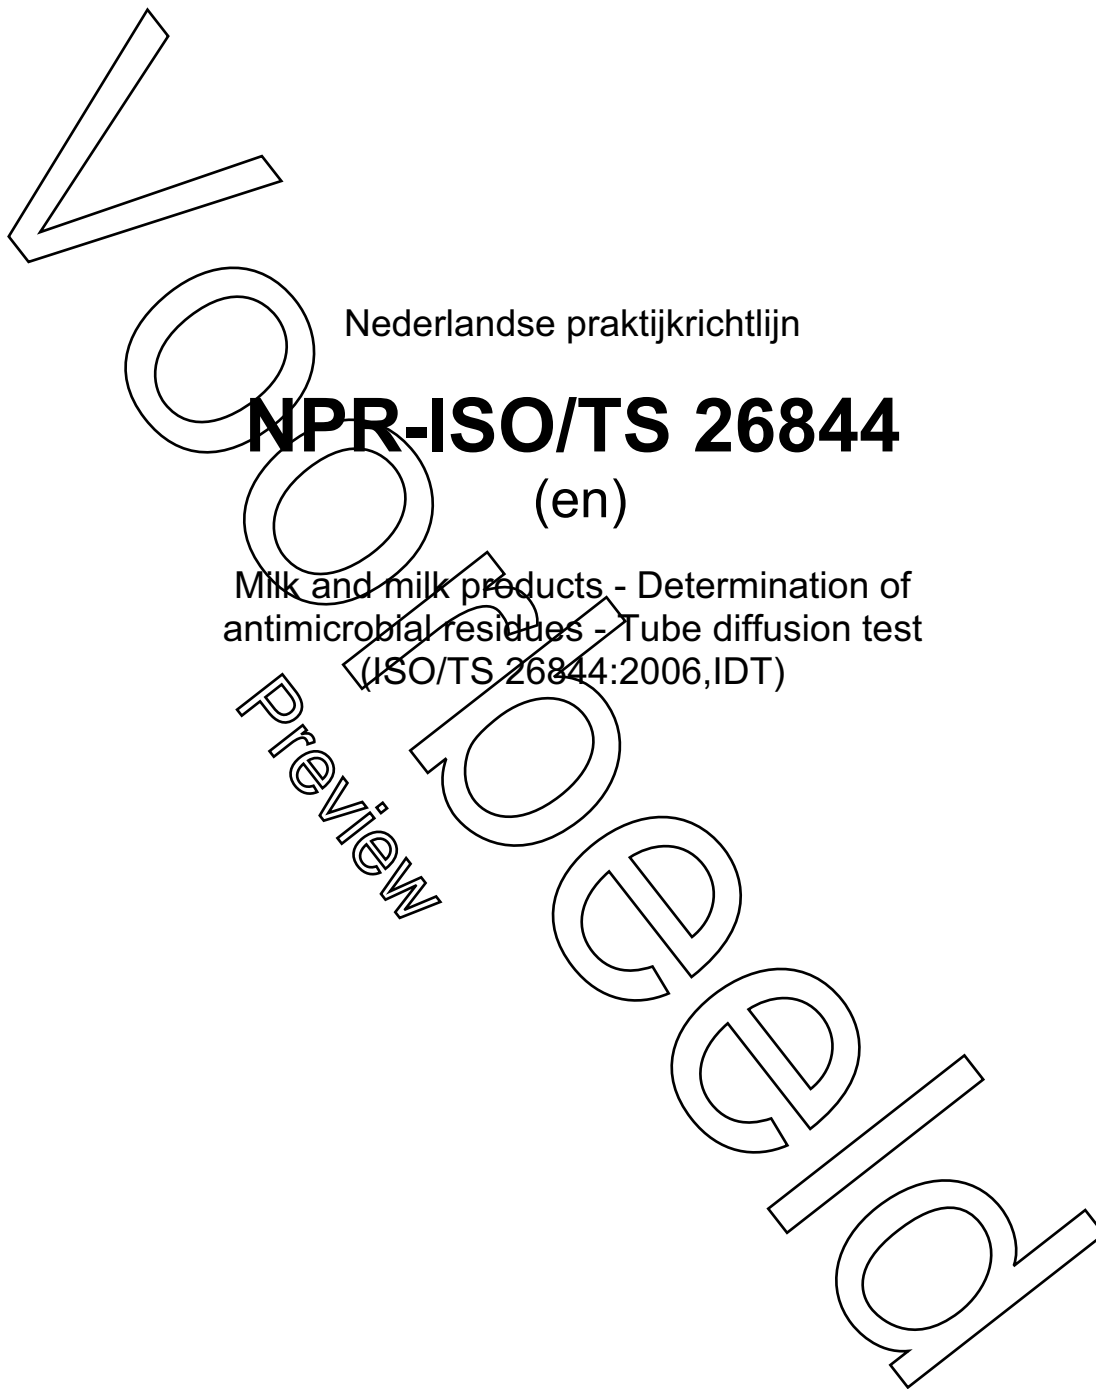 Nederlandse praktijkrichtlijn
NPR-ISO/TS 26844
(en)
Milk and milk products - Determination of
antimicrobial residues - Tube diffusion test
(ISO/TS 26844:2006,IDT)
Voorbeeld
Preview